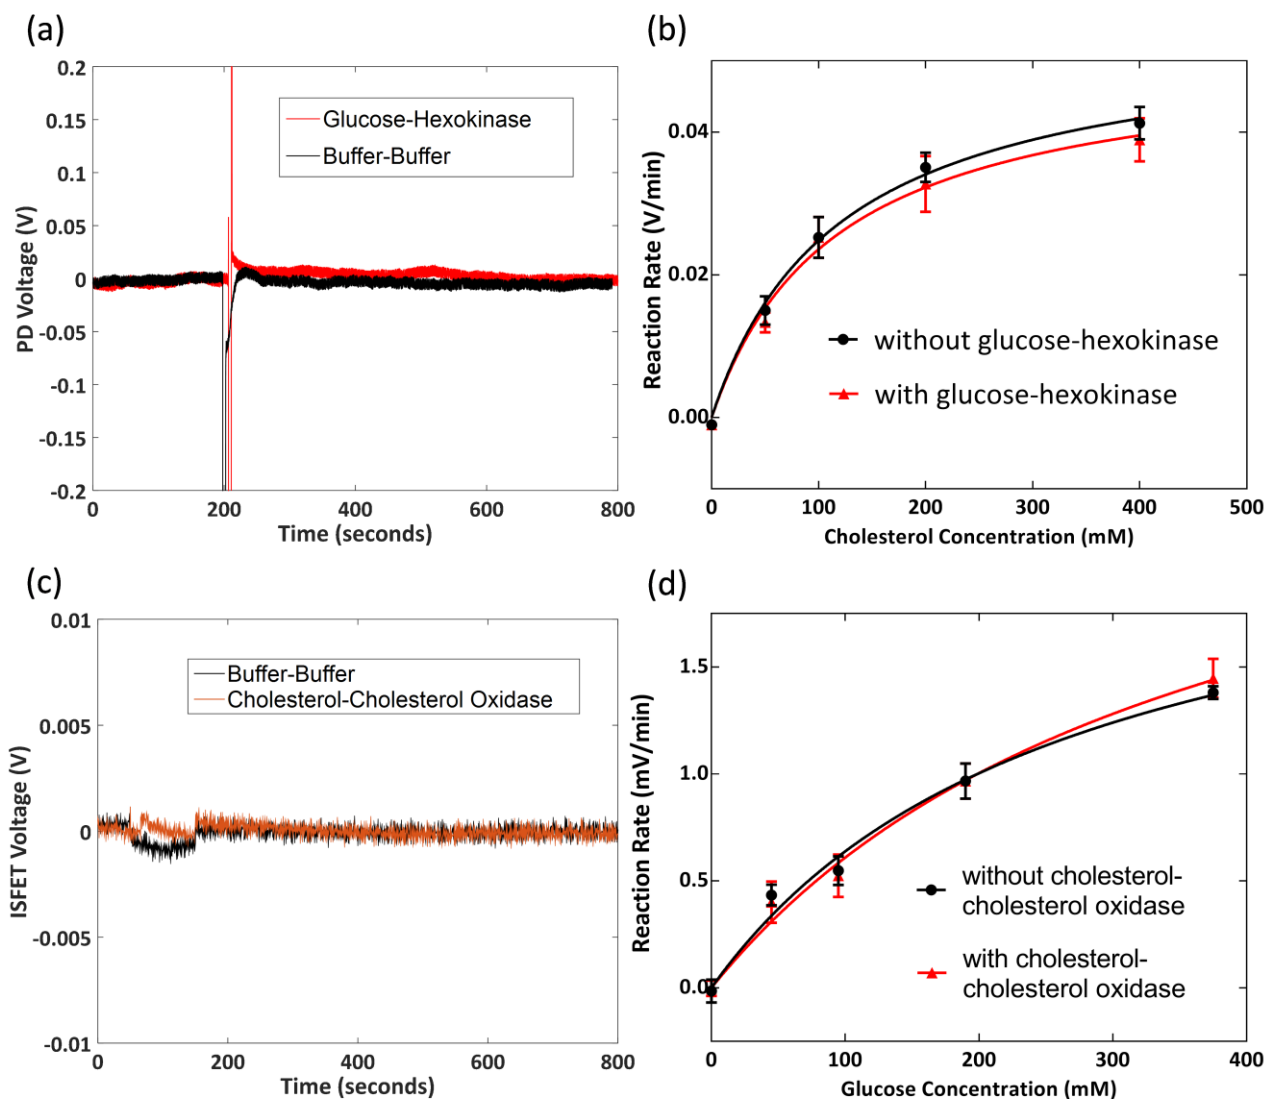 (a)
0.2
0.15
0.1
0.05
0
-0.05
-0.1
-0.15
-0.2
PD Voltage (V)
Glucose-Hexokinase
Buffer-Buffer
0 200 400 600 800
Time (seconds)
(b)
0.04
0.02
0.00
Reaction Rate (V/min)
without glucose-hexokinase
with glucose-hexokinase
0 100 200 300 400 500
Cholesterol Concentration (mM)
(c)
0.01
0.005
0
-0.005
-0.01
ISFET Voltage (V)
Buffer-Buffer
Cholesterol-Cholesterol Oxidase
0 200 400 600 800
Time (seconds)
(d)
1.5
1.0
0.5
0.0
Reaction Rate (mV/min)
without cholesterol-
cholesterol oxidase
with cholesterol-
cholesterol oxidase
0 100 200 300 400
Glucose Concentration (mM)